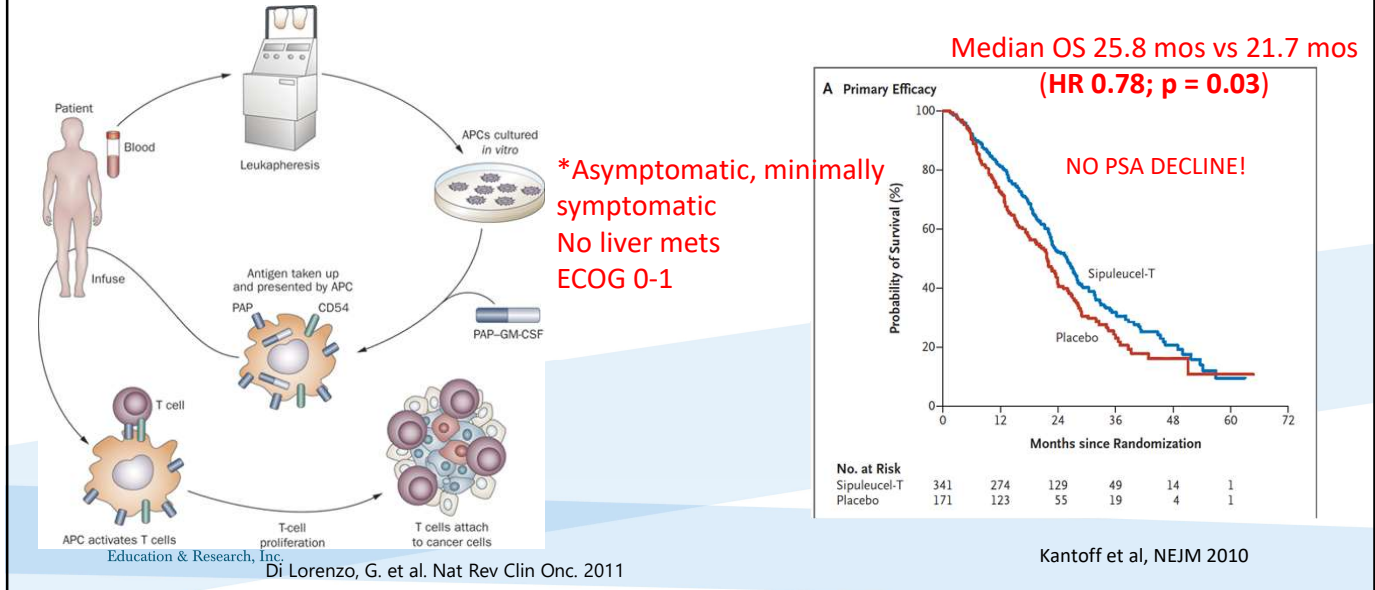 Patient
Blood
Leukapheresis
APCs cultured
in vitro
Infuse
Antigen taken up
and presented by APC
PAP
CD54
PAP–GM-CSF
T cell
APC activates T cells
T-cell
proliferation
T cells attach
to cancer cells
*Asymptomatic, minimally
symptomatic
No liver mets
ECOG 0-1
Median OS 25.8 mos vs 21.7 mos
(HR 0.78; p = 0.03)
A Primary Efficacy
NO PSA DECLINE!
Probability of Survival (%)
100
80
60
40
20
0
Sipuleucel-T
Placebo
0 12 24 36 48 60 72
Months since Randomization
No. at Risk
Sipuleucel-T 341 274 129 49 14 1
Placebo 171 123 55 19 4 1
Education & Research, Inc.
Di Lorenzo, G. et al. Nat Rev Clin Onc. 2011
Kantoff et al, NEJM 2010